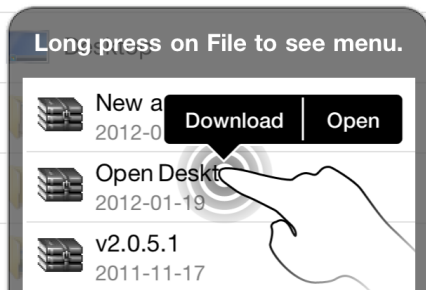 Long press on File to see menu.
Desktop
New a
Download Open
2012-0
Open Deskt
2012-01-19
v2.0.5.1
2011-11-17